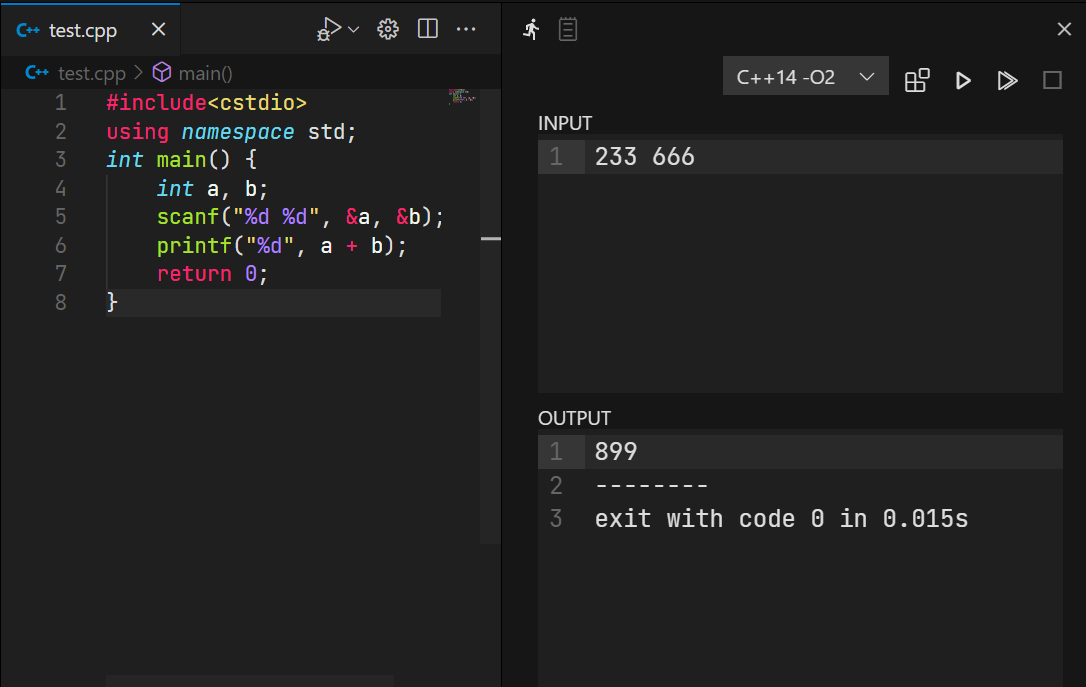 C++ test.cpp
C++ test.cpp > main()
1 #include<cstdio>
2 using namespace std;
3 int main() {
4     int a, b;
5     scanf("%d %d", &a, &b);
6     printf("%d", a + b);
7     return 0;
8 }
C++14 -O2
INPUT
1 233 666
OUTPUT
1 899
2 --------
3 exit with code 0 in 0.015s